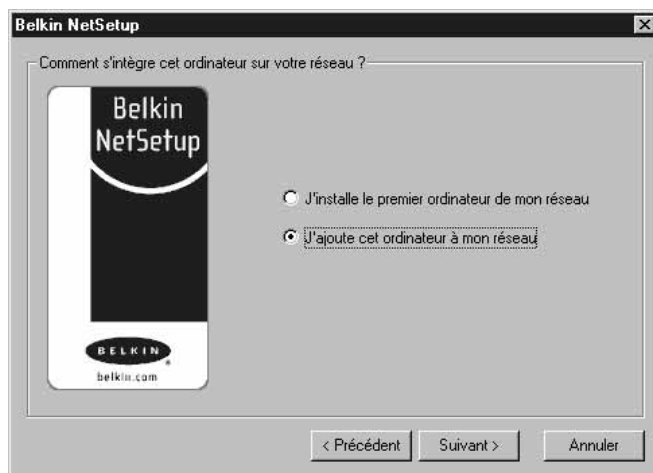 Belkin NetSetup
Comment s'intègre cet ordinateur sur votre réseau ?
Belkin
NetSetup
J'installe le premier ordinateur de mon réseau
J'ajoute cet ordinateur à mon réseau
BELKIN
®
belkin.com
< Précédent
Suivant >
Annuler